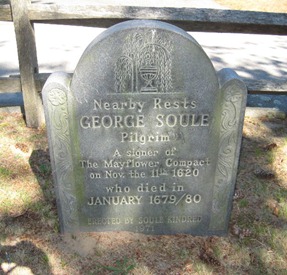 Nearby Rests
GEORGE SOULE
Pilgrim
A signer of
The Mayflower Compact
on Nov. the 11th 1620
who died in
JANUARY 1679/80
ERECTED BY SOULE KINDRED